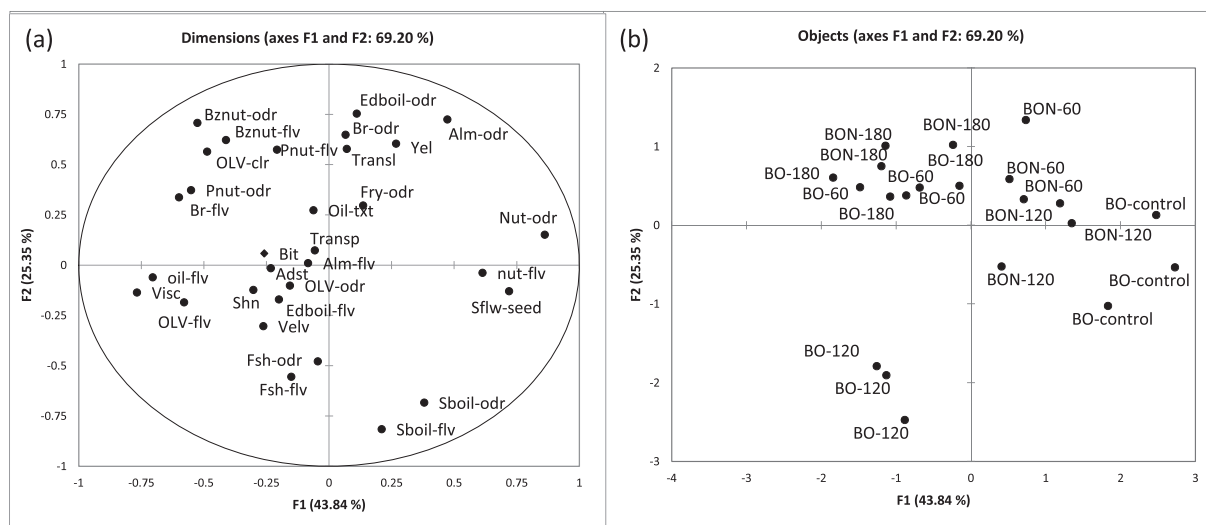 (a)
Dimensions (axes F1 and F2: 69.20 %)
1
0.75
0.5
0.25
0
-0.25
-0.5
-0.75
-1
F2 (25.35 %)
Bznut-odr
Edboil-odr
Bznut-flv
Br-odr
Alm-odr
OLV-clr
Pnut-flv
Transl
Yel
Pnut-odr
Br-flv
Fry-odr
Oil-txt
Nut-odr
Transp
Bit
Alm-flv
oil-flv
Adst
nut-flv
Visc
Shn
OLV-odr
Sflw-seed
OLV-flv
Edboil-flv
Velv
Fsh-odr
Fsh-flv
Sboil-odr
Sboil-flv
-1 -0.75 -0.5 -0.25 0 0.25 0.5 0.75 1
F1 (43.84 %)
(b)
Objects (axes F1 and F2: 69.20 %)
2
1
0
-1
-2
-3
F2 (25.35 %)
BON-60
BON-180
BON-180
BON-180
BO-180
BO-180
BO-60
BON-60
BO-60
BO-60
BON-60
BO-180
BON-120
BO-control
BON-120
BON-120
BO-control
BO-control
BO-120
BO-120
BO-120
-4 -3 -2 -1 0 1 2 3
F1 (43.84 %)